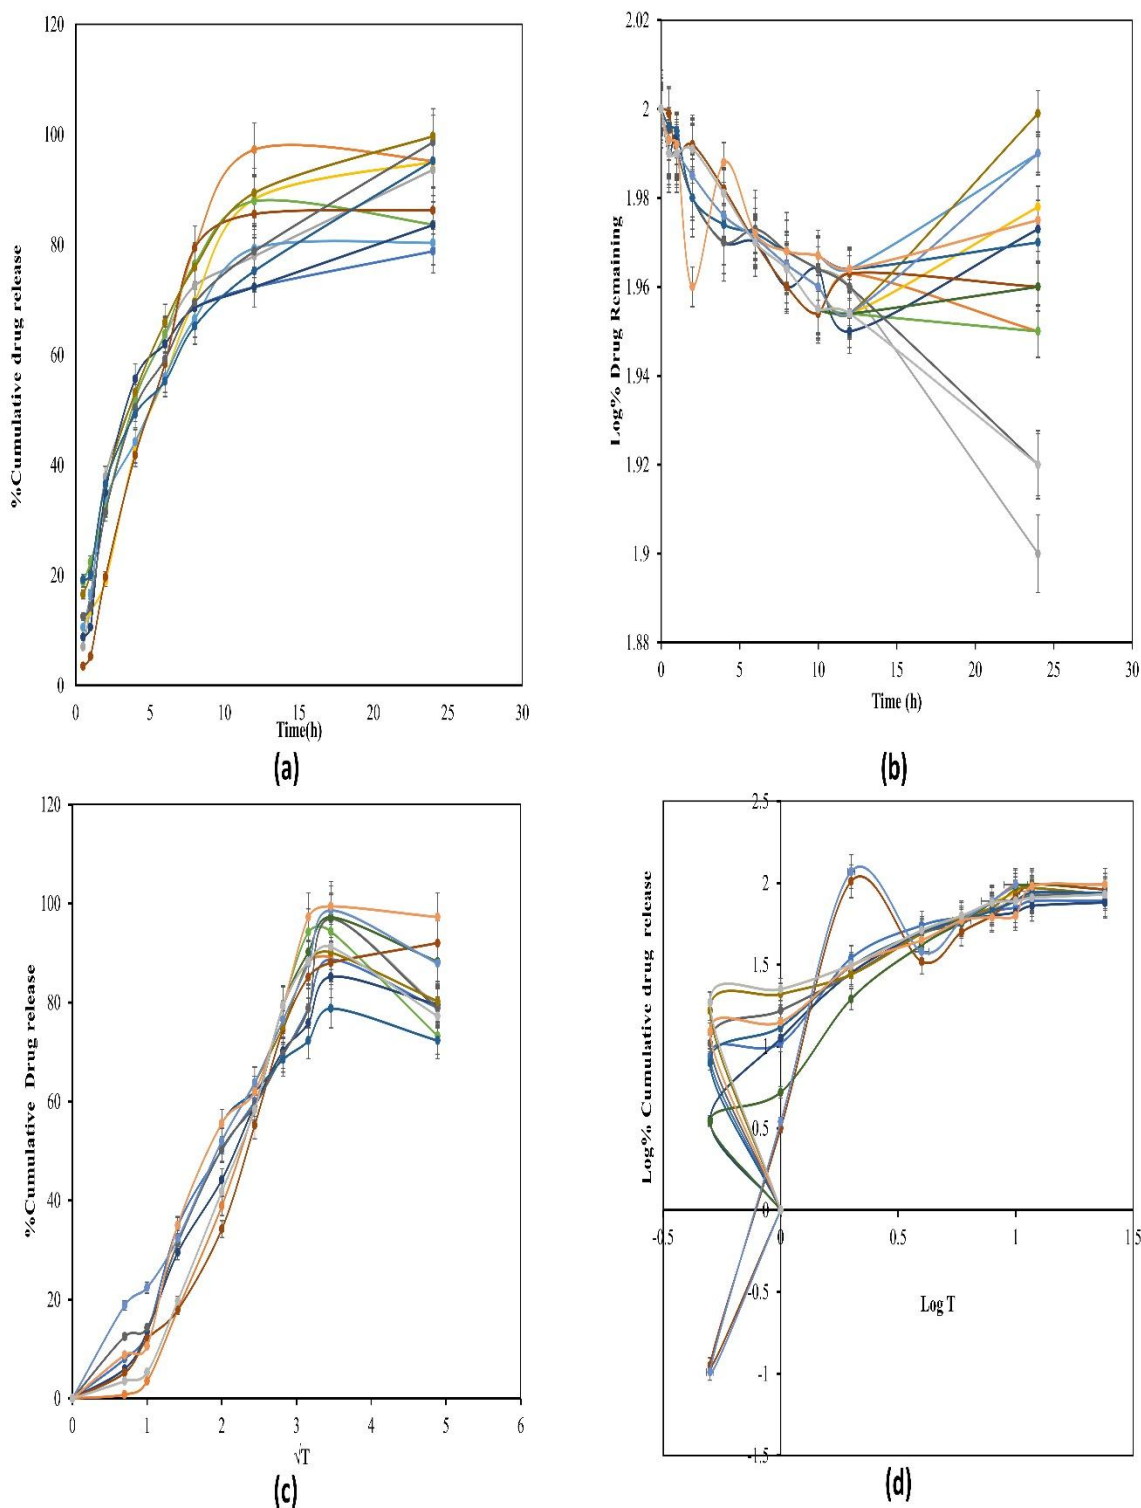 120
100
80
60
40
20
0
%Cumulative drug release
0 5 10 15 20 25 30
Time(h)
(a)
2.02
2
1.98
1.96
1.94
1.92
1.9
1.88
Log% Drug Remaining
0 5 10 15 20 25 30
Time (h)
(b)
120
100
80
60
40
20
0
%Cumulative Drug release
0 1 2 3 4 5 6
√T
(c)
2.5
2
1.5
1
0.5
0
-0.5
-1
-1.5
Log% Cumulative drug release
-0.5 0 0.5 1 1.5
Log T
(d)